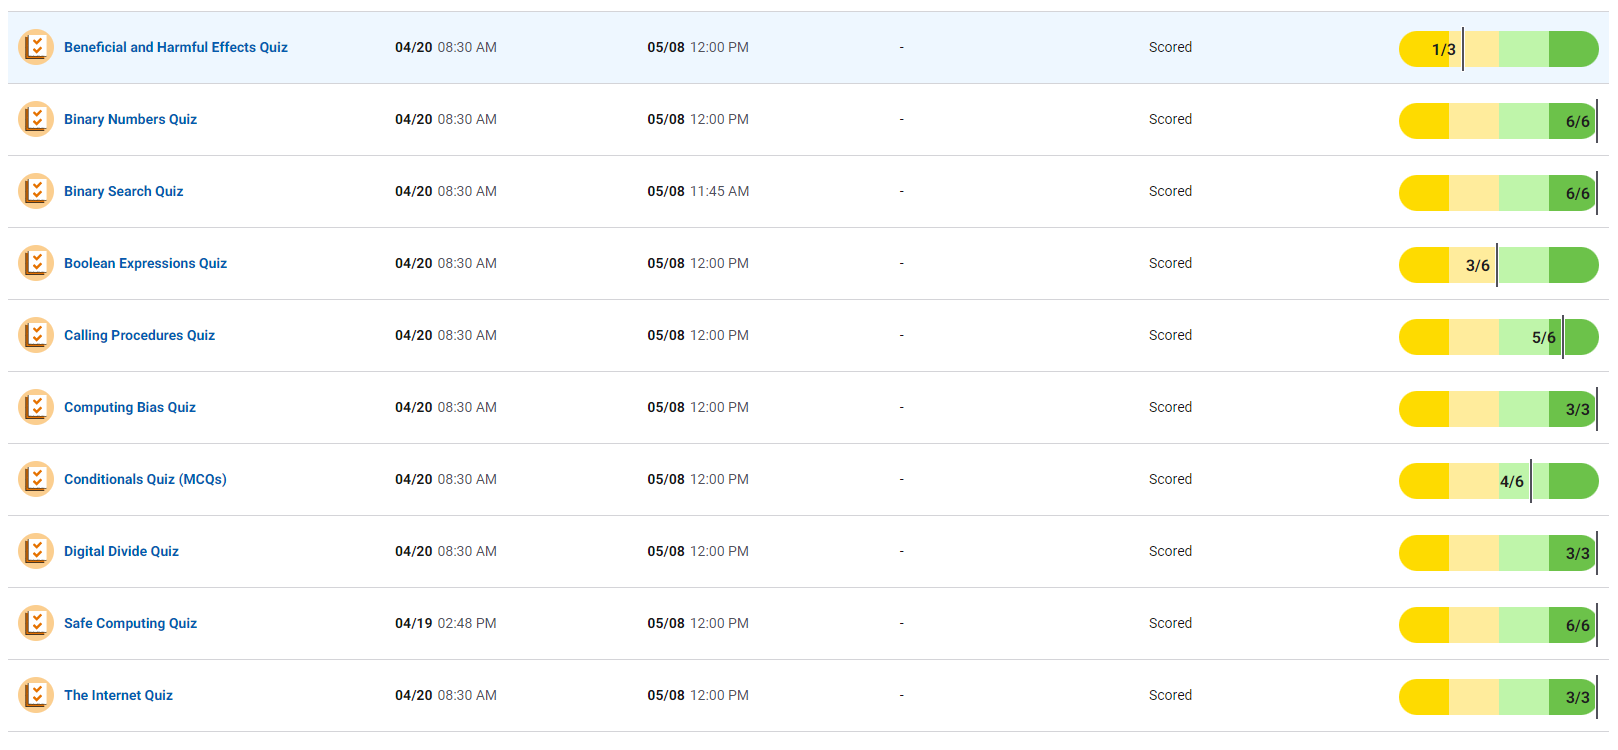 Beneficial and Harmful Effects Quiz 04/20 08:30 AM 05/08 12:00 PM - Scored 1/3
Binary Numbers Quiz 04/20 08:30 AM 05/08 12:00 PM - Scored 6/6
Binary Search Quiz 04/20 08:30 AM 05/08 11:45 AM - Scored 6/6
Boolean Expressions Quiz 04/20 08:30 AM 05/08 12:00 PM - Scored 3/6
Calling Procedures Quiz 04/20 08:30 AM 05/08 12:00 PM - Scored 5/6
Computing Bias Quiz 04/20 08:30 AM 05/08 12:00 PM - Scored 3/3
Conditionals Quiz (MCQs) 04/20 08:30 AM 05/08 12:00 PM - Scored 4/6
Digital Divide Quiz 04/20 08:30 AM 05/08 12:00 PM - Scored 3/3
Safe Computing Quiz 04/19 02:48 PM 05/08 12:00 PM - Scored 6/6
The Internet Quiz 04/20 08:30 AM 05/08 12:00 PM - Scored 3/3